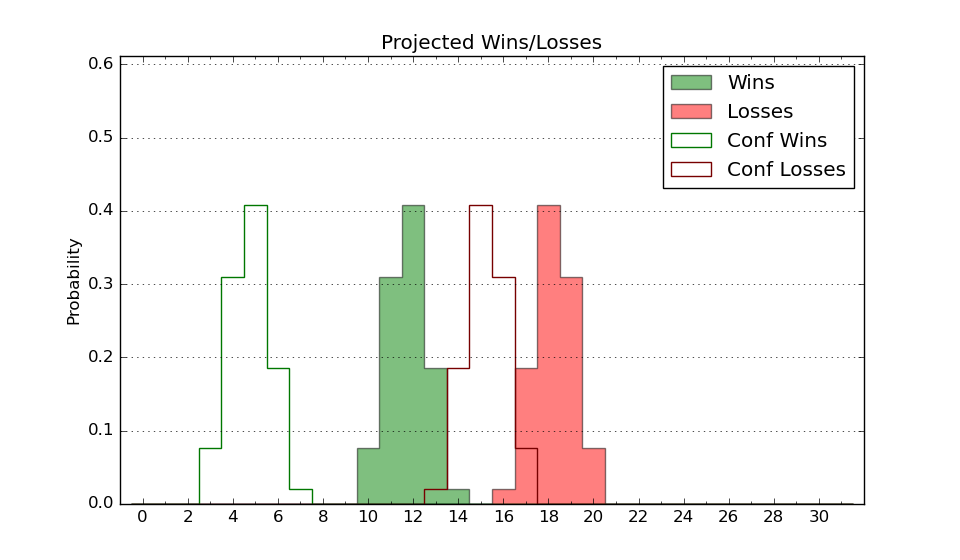 Projected Wins/Losses
0.6
0.5
0.4
0.3
0.2
0.1
0.0
Probability
Wins
Losses
Conf Wins
Conf Losses
0 2 4 6 8 10 12 14 16 18 20 22 24 26 28 30